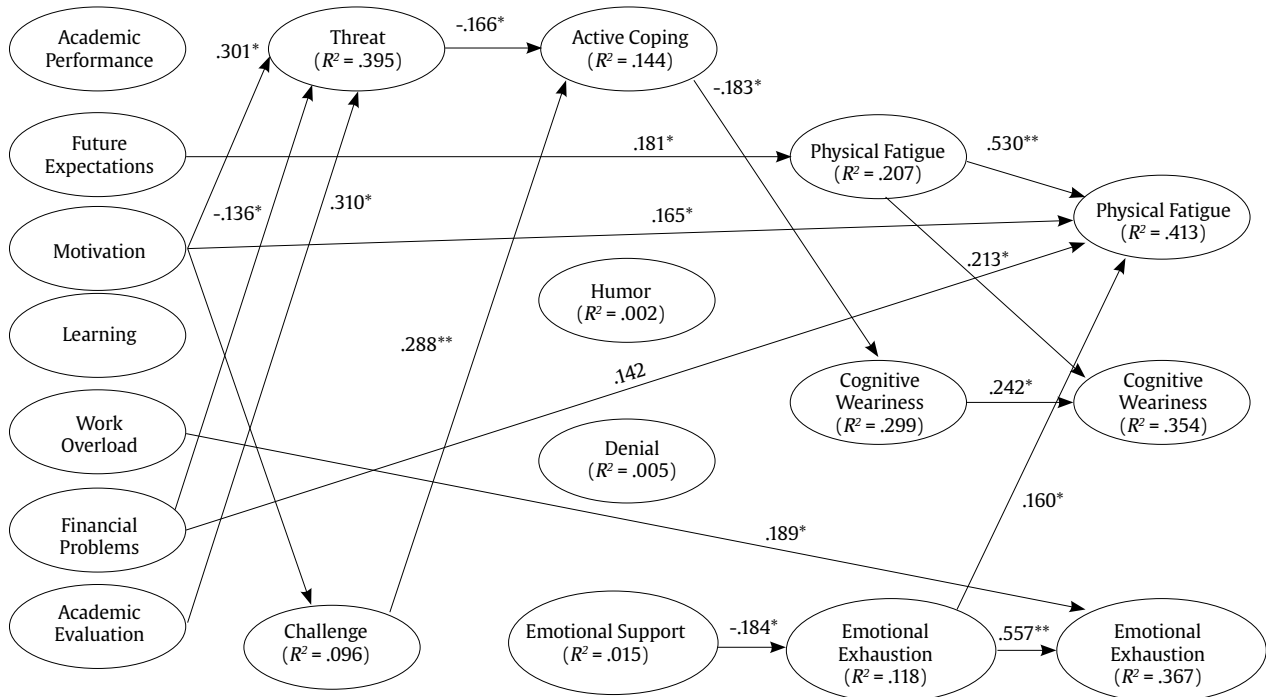 Academic
Performance
.301*
Threat
(R² = .395)
-.166*
Active Coping
(R² = .144)
-.183*
Future
Expectations
.181*
Physical Fatigue
(R² = .207)
.530**
Physical Fatigue
(R² = .413)
-.136*
.310*
.165*
Motivation
.213*
Humor
(R² = .002)
Learning
.288**
.142
Cognitive
Weariness
(R² = .299)
.242*
Cognitive
Weariness
(R² = .354)
Work
Overload
Denial
(R² = .005)
.160*
Financial
Problems
.189*
Academic
Evaluation
Challenge
(R² = .096)
Emotional Support
(R² = .015)
-.184*
Emotional
Exhaustion
(R² = .118)
.557**
Emotional
Exhaustion
(R² = .367)